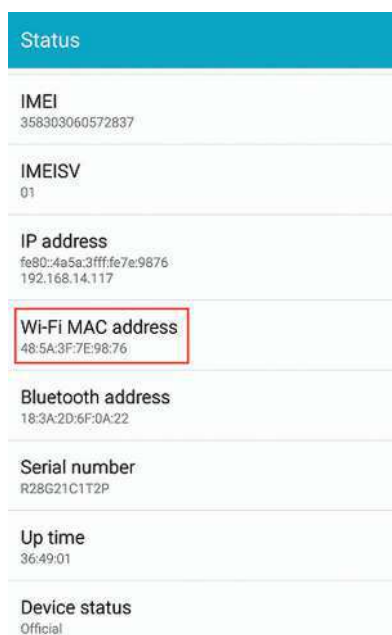 Status
IMEI
358303060572837
IMEISV
01
IP address
fe80::4a5a:3fff:fe7e:9876
192.168.14.117
Wi-Fi MAC address
48:5A:3F:7E:98:76
Bluetooth address
18:3A:2D:6F:0A:22
Serial number
R28G21C1T2P
Up time
36:49:01
Device status
Official